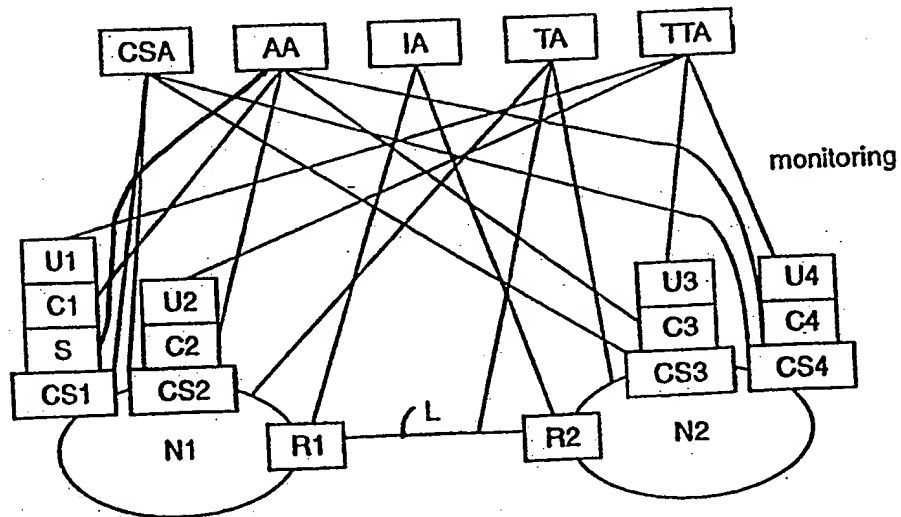 CSA AA IA TA TTA
monitoring
U1
C1
S
CS1
U2
C2
CS2
U3
C3
CS3
U4
C4
CS4
N1
R1
L
R2
N2